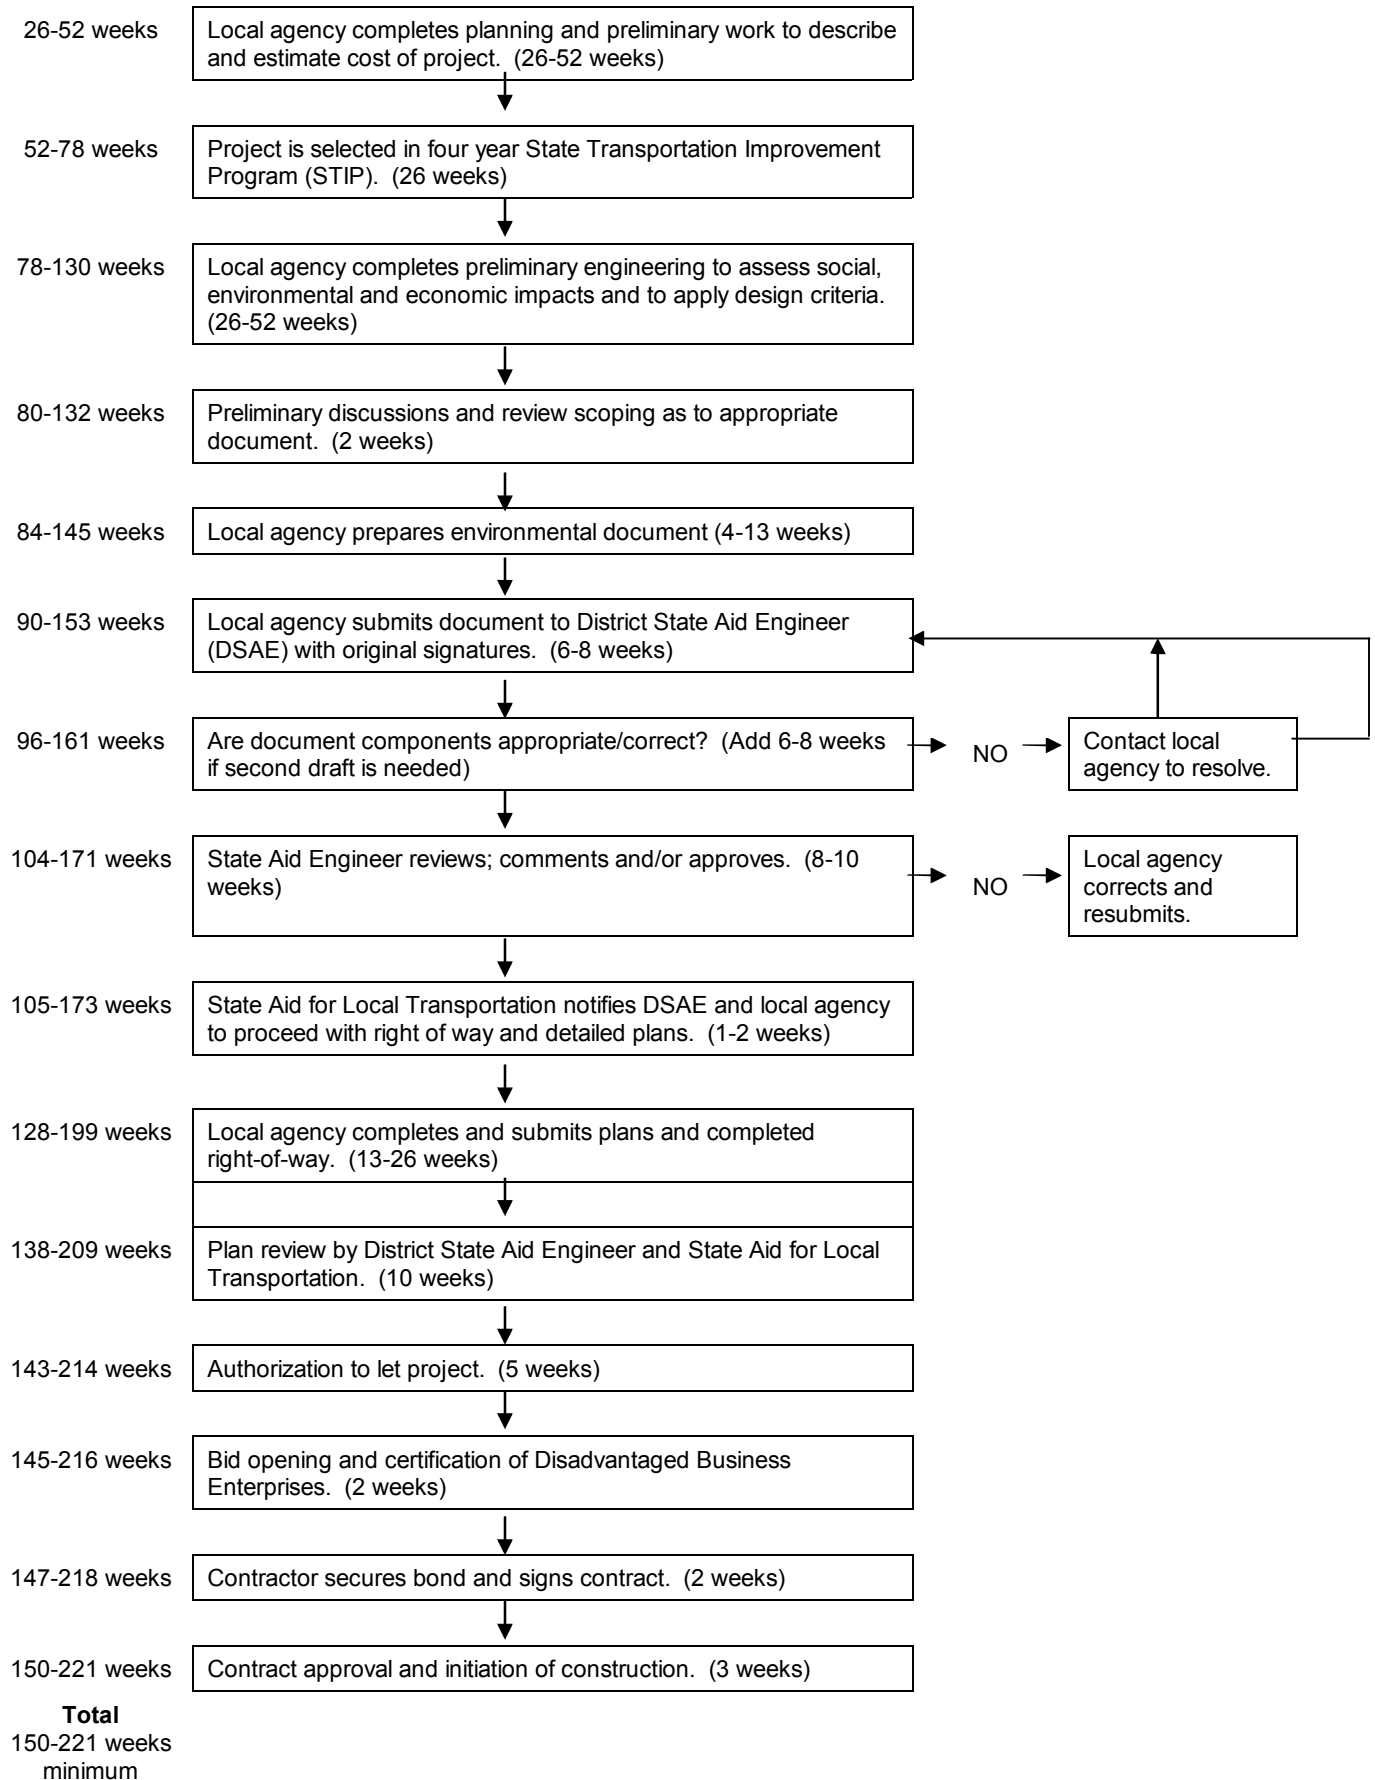 26-52 weeks
Local agency completes planning and preliminary work to describe
and estimate cost of project.  (26-52 weeks)
52-78 weeks
Project is selected in four year State Transportation Improvement
Program (STIP).  (26 weeks)
78-130 weeks
Local agency completes preliminary engineering to assess social,
environmental and economic impacts and to apply design criteria.
(26-52 weeks)
80-132 weeks
Preliminary discussions and review scoping as to appropriate
document.  (2 weeks)
84-145 weeks
Local agency prepares environmental document (4-13 weeks)
90-153 weeks
Local agency submits document to District State Aid Engineer
(DSAE) with original signatures.  (6-8 weeks)
96-161 weeks
Are document components appropriate/correct?  (Add 6-8 weeks
if second draft is needed)
NO
Contact local
agency to resolve.
104-171 weeks
State Aid Engineer reviews; comments and/or approves.  (8-10
weeks)
NO
Local agency
corrects and
resubmits.
105-173 weeks
State Aid for Local Transportation notifies DSAE and local agency
to proceed with right of way and detailed plans.  (1-2 weeks)
128-199 weeks
Local agency completes and submits plans and completed
right-of-way.  (13-26 weeks)
138-209 weeks
Plan review by District State Aid Engineer and State Aid for Local
Transportation.  (10 weeks)
143-214 weeks
Authorization to let project.  (5 weeks)
145-216 weeks
Bid opening and certification of Disadvantaged Business
Enterprises.  (2 weeks)
147-218 weeks
Contractor secures bond and signs contract.  (2 weeks)
150-221 weeks
Contract approval and initiation of construction.  (3 weeks)
Total
150-221 weeks
minimum